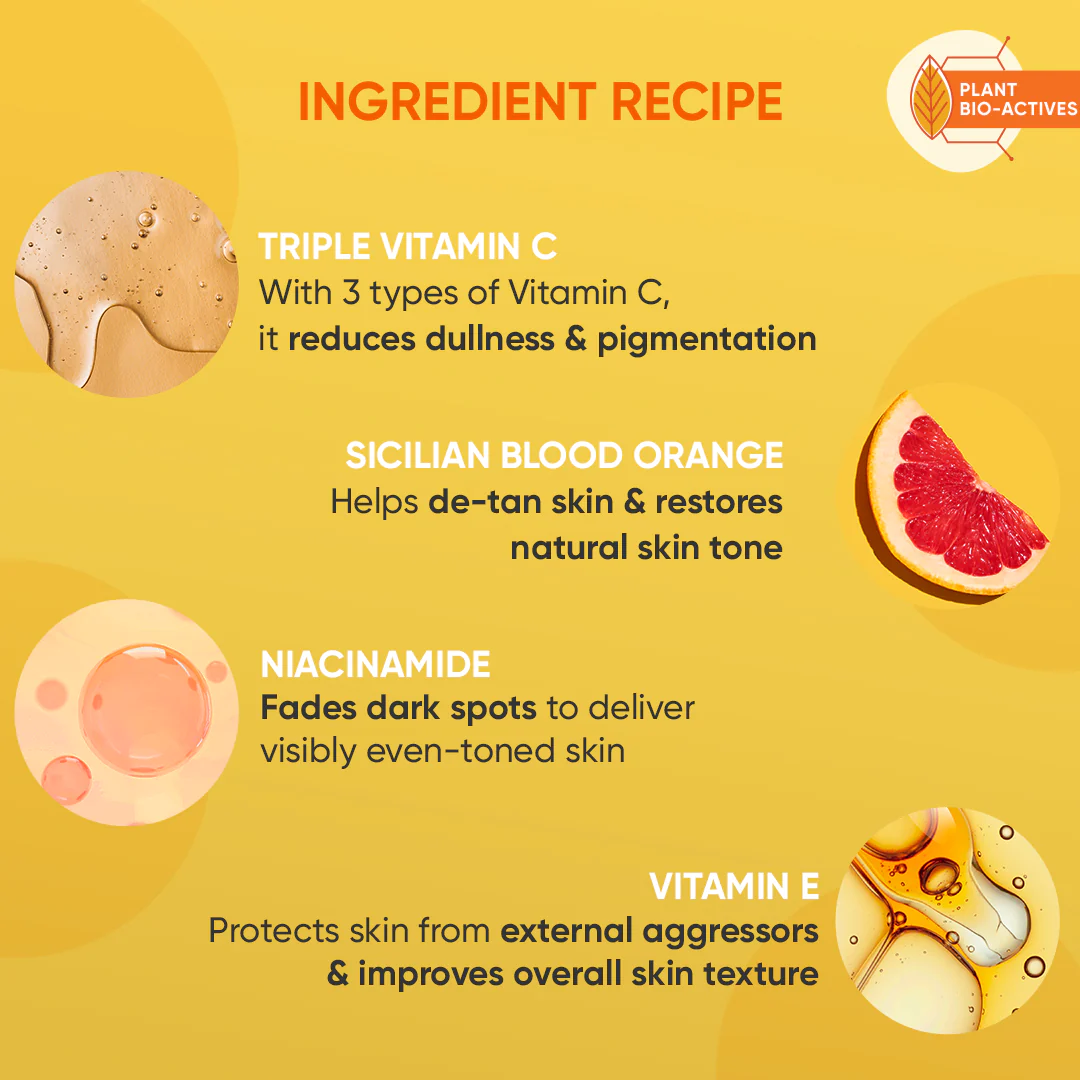 INGREDIENT RECIPE
PLANT
BIO-ACTIVES
TRIPLE VITAMIN C
With 3 types of Vitamin C,
it reduces dullness & pigmentation
SICILIAN BLOOD ORANGE
Helps de-tan skin & restores
natural skin tone
NIACINAMIDE
Fades dark spots to deliver
visibly even-toned skin
VITAMIN E
Protects skin from external aggressors
& improves overall skin texture